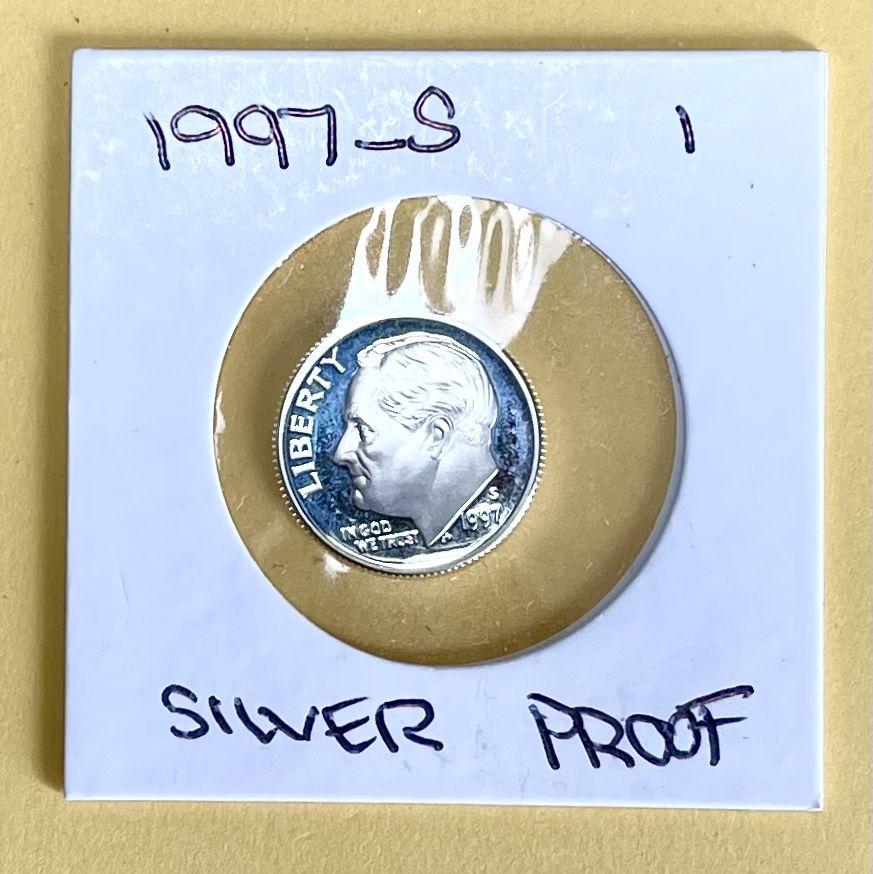 1997-S 1
LIBERTY
IN GOD
WE TRUST
S
1997
SILVER PROOF